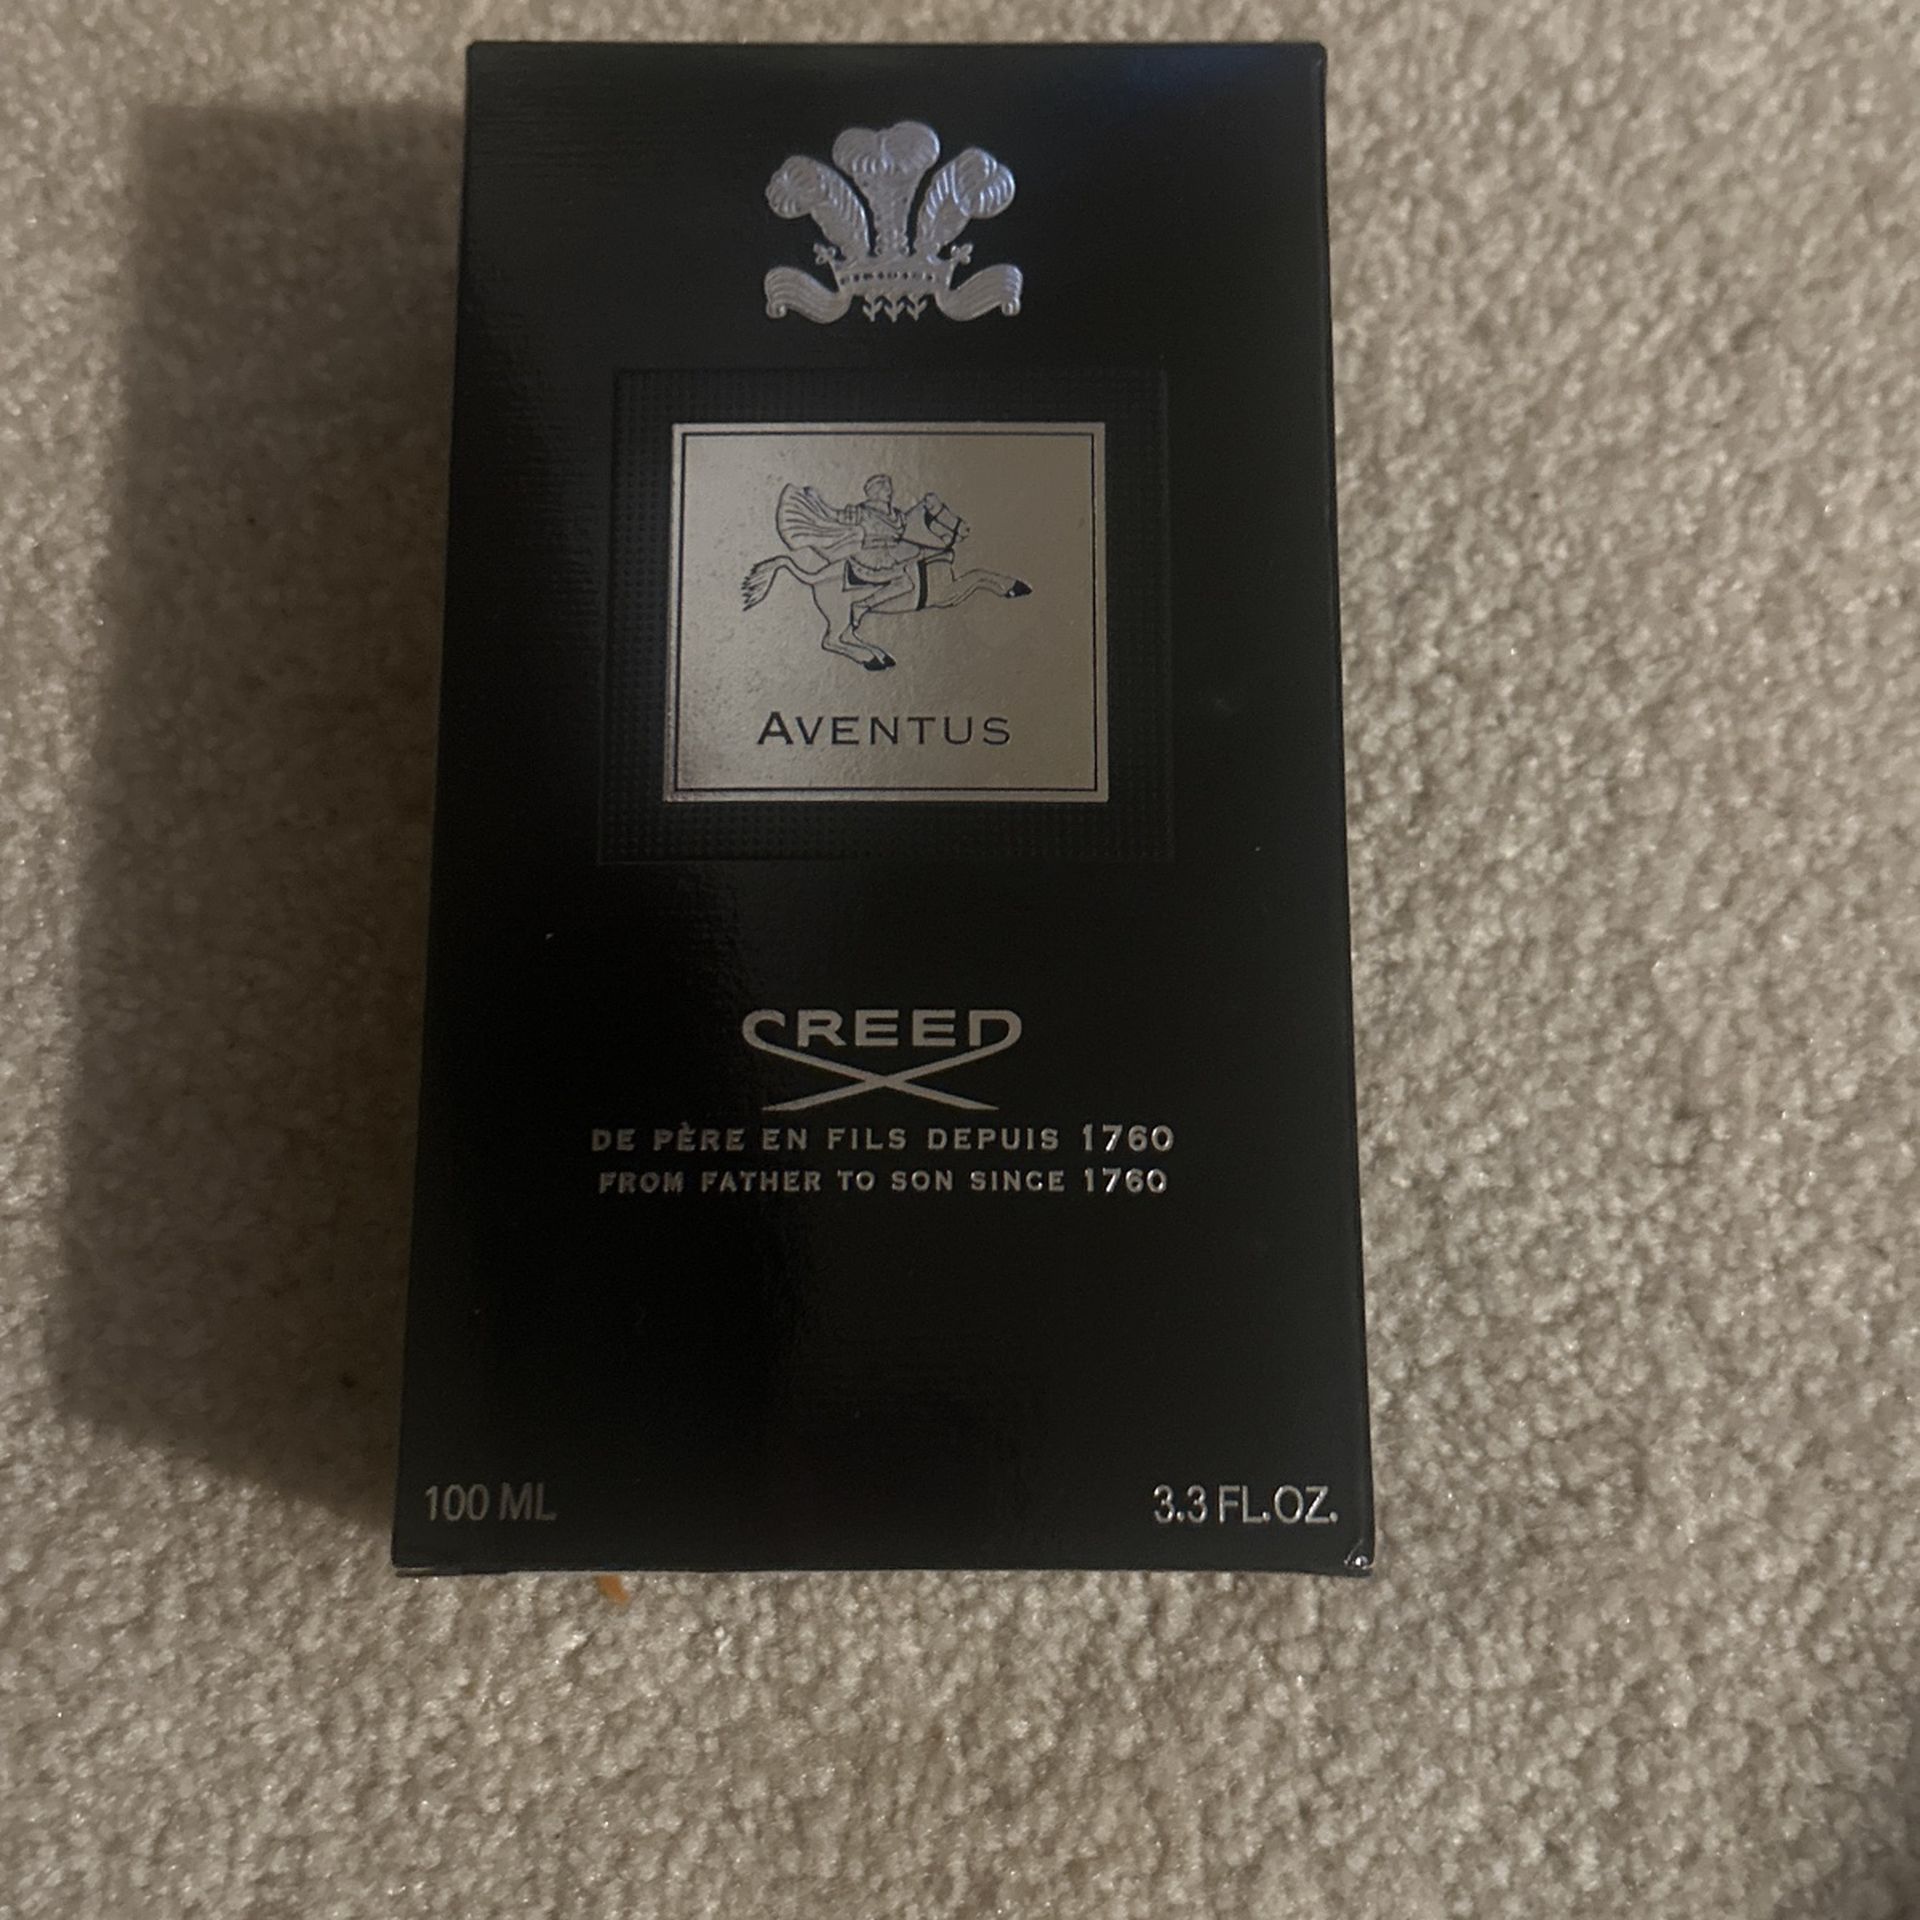 AVENTUS
CREED
DE PÈRE EN FILS DEPUIS 1760
FROM FATHER TO SON SINCE 1760
100 ML
3.3 FL.OZ.